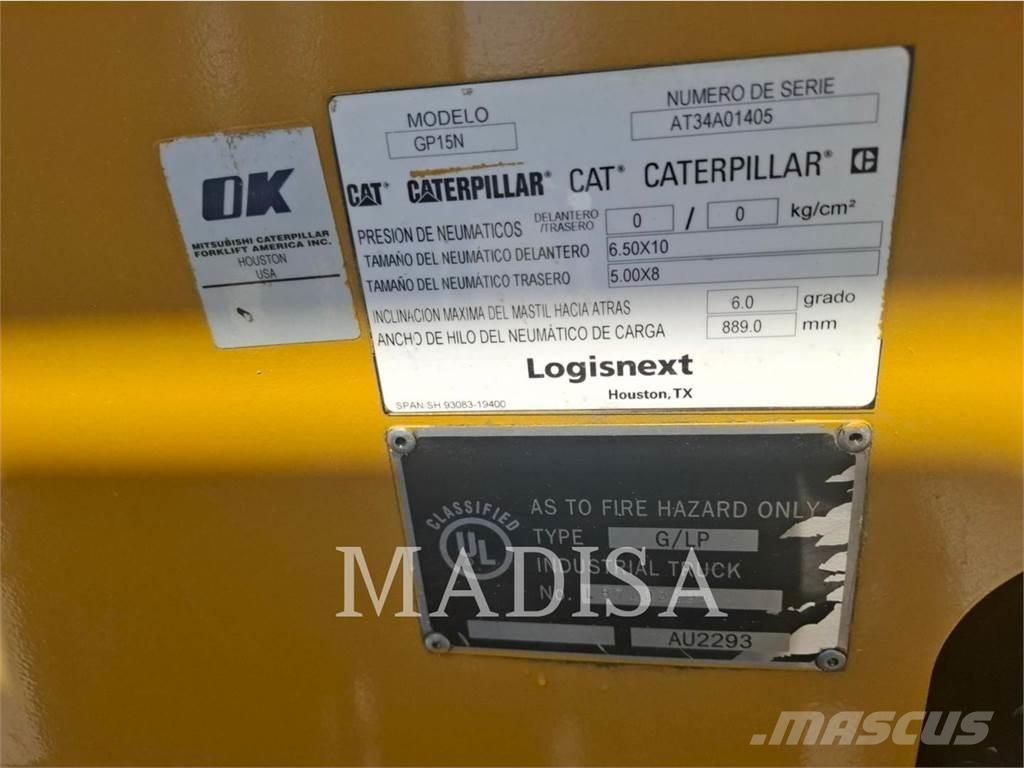 OK
MITSUBISHI CATERPILLAR
FORKLIFT AMERICA INC.
HOUSTON
USA
MODELO
GP15N
NUMERO DE SERIE
AT34A01405
CAT® CATERPILLAR® CAT® CATERPILLAR®
PRESION DE NEUMATICOS DELANTERO /TRASERO 0 / 0 kg/cm²
TAMAÑO DEL NEUMÁTICO DELANTERO 6.50X10
TAMAÑO DEL NEUMÁTICO TRASERO 5.00X8
INCLINACION MAXIMA DEL MASTIL HACIA ATRAS 6.0 grado
ANCHO DE HILO DEL NEUMÁTICO DE CARGA 889.0 mm
Logisnext
Houston, TX
SPANISH 93083-19400
CLASSIFIED
UL
AS TO FIRE HAZARD ONLY
TYPE G/LP
INDUSTRIAL TRUCK
NO.
AU2293
MADISA
MASCUS